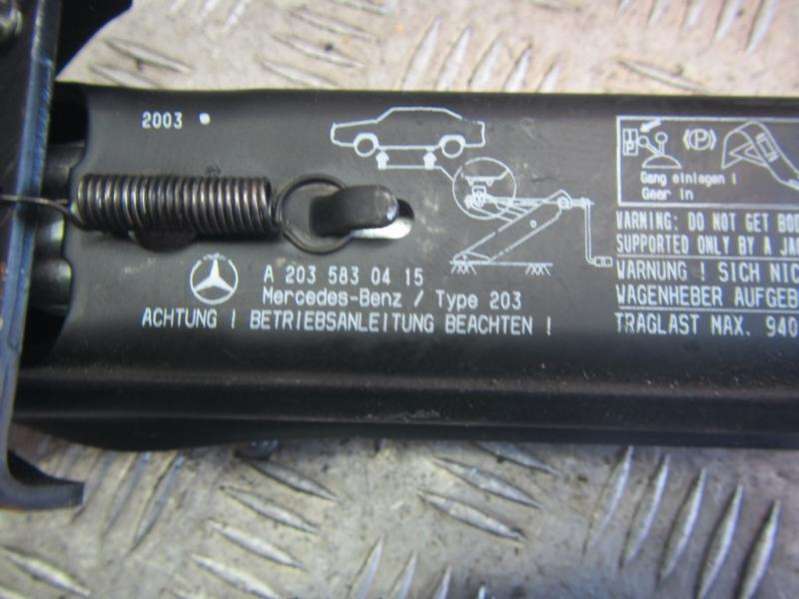 2003
A 203 583 04 15
Mercedes-Benz / Type 203
ACHTUNG ! BETRIEBSANLEITUNG BEACHTEN !
P
Gang einlegen !
Gear in
WARNING: DO NOT GET BOD
SUPPORTED ONLY BY A JA
WARNUNG ! SICH NIC
WAGENHEBER AUFGEB
TRAGLAST MAX. 940